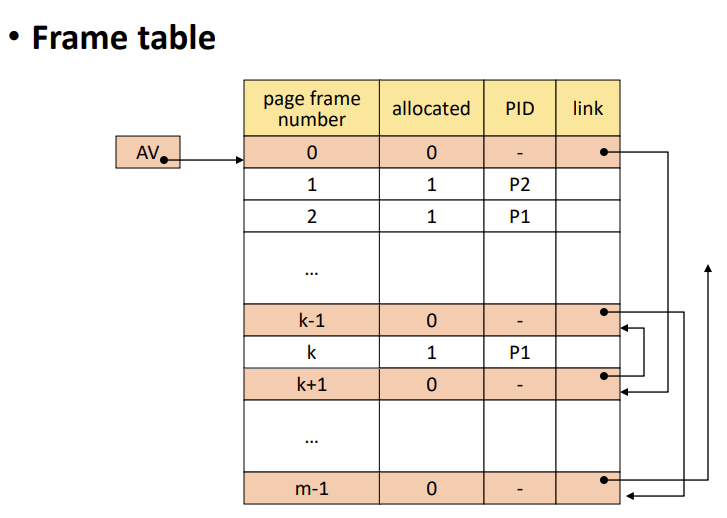 • Frame table
page frame number allocated PID link
AV 0 0 -
1 1 P2
2 1 P1
...
k-1 0 -
k 1 P1
k+1 0 -
...
m-1 0 -